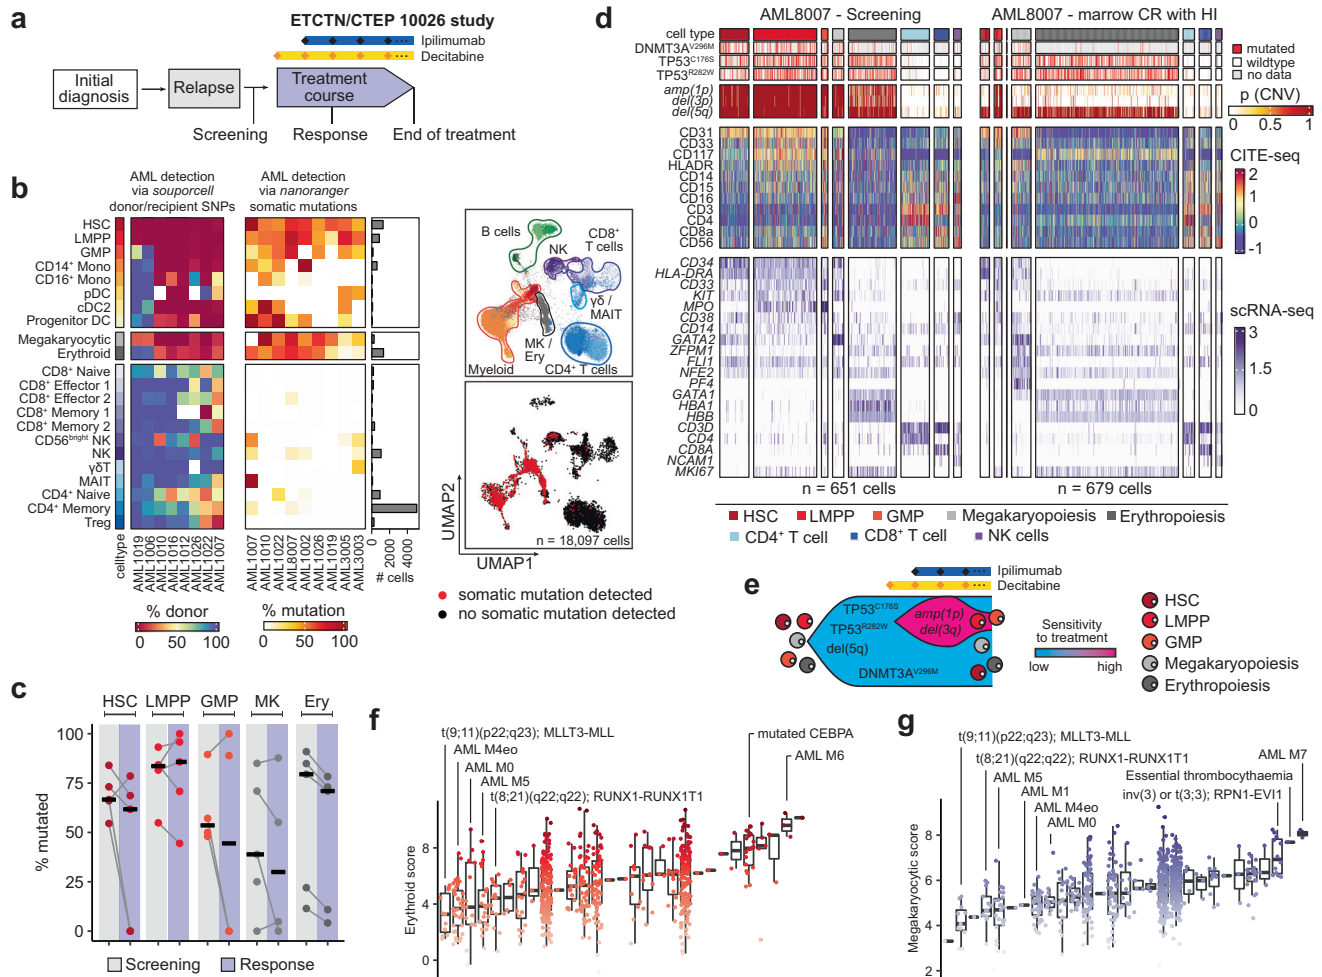 a
ETCTN/CTEP 10026 study
Ipilimumab
Decitabine
Initial diagnosis
Relapse
Treatment course
Screening
Response
End of treatment
b
AML detection via souporcell donor/recipient SNPs
AML detection via nanoranger somatic mutations
HSC
LMPP
GMP
CD14⁺ Mono
CD16⁺ Mono
pDC
cDC2
Progenitor DC
Megakaryocytic
Erythroid
CD8⁺ Naive
CD8⁺ Effector 1
CD8⁺ Effector 2
CD8⁺ Memory 1
CD8⁺ Memory 2
CD56bright NK
NK
γδT
MAIT
CD4⁺ Naive
CD4⁺ Memory
Treg
celltype
AML1019 AML1006 AML1010 AML1016 AML1012 AML1026 AML1022 AML1007
AML1007 AML1010 AML1022 AML8007 AML1002 AML1026 AML1019 AML3005 AML3003
0 2000 4000
# cells
% donor
0 50 100
% mutation
0 50 100
B cells
NK
CD8⁺ T cells
γδ / MAIT
MK / Ery
Myeloid
CD4⁺ T cells
UMAP2
UMAP1
n = 18,097 cells
somatic mutation detected
no somatic mutation detected
c
HSC LMPP GMP MK Ery
% mutated
100
75
50
25
0
Screening Response
d
AML8007 - Screening
AML8007 - marrow CR with HI
cell type
DNMT3AV296M
TP53C176S
TP53R282W
amp(1p)
del(3p)
del(5q)
CD31
CD33
CD117
HLADR
CD14
CD15
CD16
CD3
CD4
CD8a
CD56
CD34
HLA-DRA
CD33
KIT
MPO
CD38
CD14
GATA2
ZFPM1
FLI1
NFE2
PF4
GATA1
HBA1
HBB
CD3D
CD4
CD8A
NCAM1
MKI67
n = 651 cells
n = 679 cells
mutated
wildtype
no data
p (CNV)
0 0.5 1
CITE-seq
2
1
0
-1
scRNA-seq
3
1.5
0
HSC LMPP GMP Megakaryopoiesis Erythropoiesis
CD4⁺ T cell CD8⁺ T cell NK cells
e
Ipilimumab
Decitabine
TP53C176S
TP53R282W
del(5q)
DNMT3AV296M
amp(1p)
del(3q)
Sensitivity to treatment
low high
HSC
LMPP
GMP
Megakaryopoiesis
Erythropoiesis
f
t(9;11)(p22;q23); MLLT3-MLL
AML M4eo
AML M0
AML M5
t(8;21)(q22;q22); RUNX1-RUNX1T1
mutated CEBPA
AML M6
Erythroid score
8
4
0
g
t(9;11)(p22;q23); MLLT3-MLL
t(8;21)(q22;q22); RUNX1-RUNX1T1
AML M5
AML M1
AML M4eo
AML M0
Essential thrombocythaemia
inv(3) or t(3;3); RPN1-EVI1
AML M7
Megakaryocytic score
8
6
4
2